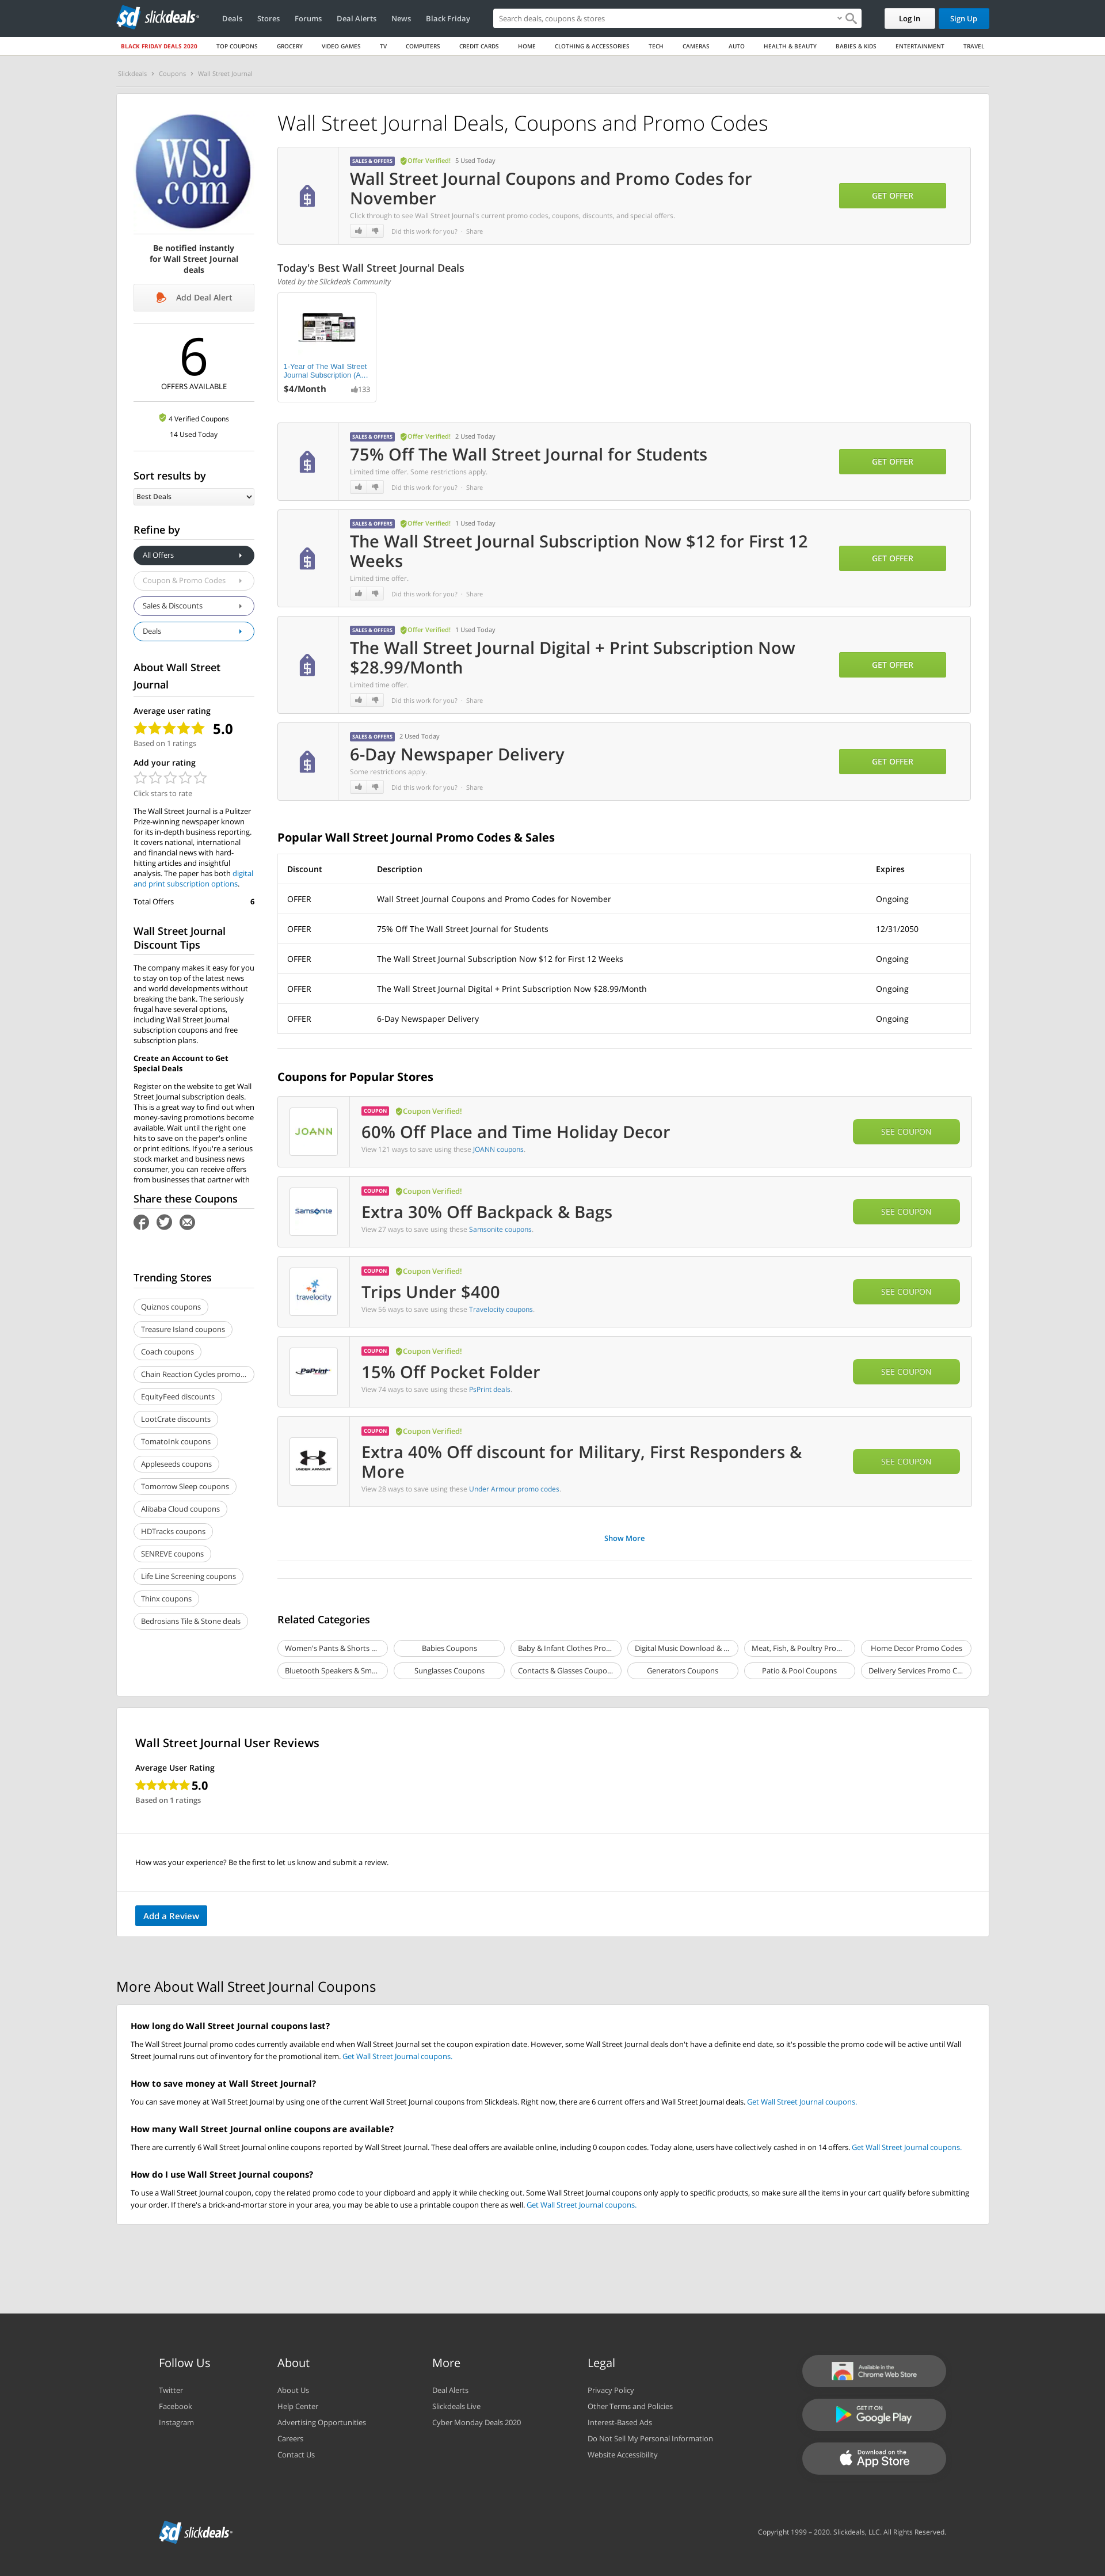 slickdeals
Deals
Stores
Forums
Deal Alerts
News
Black Friday
Search deals, coupons & stores
Log In
Sign Up
BLACK FRIDAY DEALS 2020
TOP COUPONS
GROCERY
VIDEO GAMES
TV
COMPUTERS
CREDIT CARDS
HOME
CLOTHING & ACCESSORIES
TECH
CAMERAS
AUTO
HEALTH & BEAUTY
BABIES & KIDS
ENTERTAINMENT
TRAVEL
Slickdeals › Coupons › Wall Street Journal
WSJ
.com
Be notified instantly
for Wall Street Journal
deals
Add Deal Alert
6
OFFERS AVAILABLE
4 Verified Coupons
14 Used Today
Sort results by
Best Deals
Refine by
All Offers
Coupon & Promo Codes
Sales & Discounts
Deals
About Wall Street
Journal
Average user rating
5.0
Based on 1 ratings
Add your rating
Click stars to rate
The Wall Street Journal is a Pulitzer
Prize-winning newspaper known
for its in-depth business reporting.
It covers national, international
and financial news with hard-
hitting articles and insightful
analysis. The paper has both digital
and print subscription options.
Total Offers 6
Wall Street Journal
Discount Tips
The company makes it easy for you
to stay on top of the latest news
and world developments without
breaking the bank. The seriously
frugal have several options,
including Wall Street Journal
subscription coupons and free
subscription plans.
Create an Account to Get
Special Deals
Register on the website to get Wall
Street Journal subscription deals.
This is a great way to find out when
money-saving promotions become
available. Wait until the right one
hits to save on the paper's online
or print editions. If you're a serious
stock market and business news
consumer, you can receive offers
from businesses that partner with
Share these Coupons
Trending Stores
Quiznos coupons
Treasure Island coupons
Coach coupons
Chain Reaction Cycles promo...
EquityFeed discounts
LootCrate discounts
TomatoInk coupons
Appleseeds coupons
Tomorrow Sleep coupons
Alibaba Cloud coupons
HDTracks coupons
SENREVE coupons
Life Line Screening coupons
Thinx coupons
Bedrosians Tile & Stone deals
Wall Street Journal Deals, Coupons and Promo Codes
SALES & OFFERS Offer Verified! 5 Used Today
Wall Street Journal Coupons and Promo Codes for
November
Click through to see Wall Street Journal's current promo codes, coupons, discounts, and special offers.
Did this work for you? · Share
GET OFFER
Today's Best Wall Street Journal Deals
Voted by the Slickdeals Community
1-Year of The Wall Street
Journal Subscription (A...
$4/Month 133
SALES & OFFERS Offer Verified! 2 Used Today
75% Off The Wall Street Journal for Students
Limited time offer. Some restrictions apply.
Did this work for you? · Share
GET OFFER
SALES & OFFERS Offer Verified! 1 Used Today
The Wall Street Journal Subscription Now $12 for First 12
Weeks
Limited time offer.
Did this work for you? · Share
GET OFFER
SALES & OFFERS Offer Verified! 1 Used Today
The Wall Street Journal Digital + Print Subscription Now
$28.99/Month
Limited time offer.
Did this work for you? · Share
GET OFFER
SALES & OFFERS 2 Used Today
6-Day Newspaper Delivery
Some restrictions apply.
Did this work for you? · Share
GET OFFER
Popular Wall Street Journal Promo Codes & Sales
Discount Description Expires
OFFER Wall Street Journal Coupons and Promo Codes for November Ongoing
OFFER 75% Off The Wall Street Journal for Students 12/31/2050
OFFER The Wall Street Journal Subscription Now $12 for First 12 Weeks Ongoing
OFFER The Wall Street Journal Digital + Print Subscription Now $28.99/Month Ongoing
OFFER 6-Day Newspaper Delivery Ongoing
Coupons for Popular Stores
JOANN
COUPON Coupon Verified!
60% Off Place and Time Holiday Decor
View 121 ways to save using these JOANN coupons.
SEE COUPON
Samsonite
COUPON Coupon Verified!
Extra 30% Off Backpack & Bags
View 27 ways to save using these Samsonite coupons.
SEE COUPON
travelocity
COUPON Coupon Verified!
Trips Under $400
View 56 ways to save using these Travelocity coupons.
SEE COUPON
PsPrint
COUPON Coupon Verified!
15% Off Pocket Folder
View 74 ways to save using these PsPrint deals.
SEE COUPON
UNDER ARMOUR
COUPON Coupon Verified!
Extra 40% Off discount for Military, First Responders &
More
View 28 ways to save using these Under Armour promo codes.
SEE COUPON
Show More
Related Categories
Women's Pants & Shorts ...
Babies Coupons
Baby & Infant Clothes Pro...
Digital Music Download & ...
Meat, Fish, & Poultry Pro...
Home Decor Promo Codes
Bluetooth Speakers & Sm...
Sunglasses Coupons
Contacts & Glasses Coupo...
Generators Coupons
Patio & Pool Coupons
Delivery Services Promo C...
Wall Street Journal User Reviews
Average User Rating
5.0
Based on 1 ratings
How was your experience? Be the first to let us know and submit a review.
Add a Review
More About Wall Street Journal Coupons
How long do Wall Street Journal coupons last?
The Wall Street Journal promo codes currently available end when Wall Street Journal set the coupon expiration date. However, some Wall Street Journal deals don't have a definite end date, so it's possible the promo code will be active until Wall
Street Journal runs out of inventory for the promotional item. Get Wall Street Journal coupons.
How to save money at Wall Street Journal?
You can save money at Wall Street Journal by using one of the current Wall Street Journal coupons from Slickdeals. Right now, there are 6 current offers and Wall Street Journal deals. Get Wall Street Journal coupons.
How many Wall Street Journal online coupons are available?
There are currently 6 Wall Street Journal online coupons reported by Wall Street Journal. These deal offers are available online, including 0 coupon codes. Today alone, users have collectively cashed in on 14 offers. Get Wall Street Journal coupons.
How do I use Wall Street Journal coupons?
To use a Wall Street Journal coupon, copy the related promo code to your clipboard and apply it while checking out. Some Wall Street Journal coupons only apply to specific products, so make sure all the items in your cart qualify before submitting
your order. If there's a brick-and-mortar store in your area, you may be able to use a printable coupon there as well. Get Wall Street Journal coupons.
Follow Us
Twitter
Facebook
Instagram
About
About Us
Help Center
Advertising Opportunities
Careers
Contact Us
More
Deal Alerts
Slickdeals Live
Cyber Monday Deals 2020
Legal
Privacy Policy
Other Terms and Policies
Interest-Based Ads
Do Not Sell My Personal Information
Website Accessibility
Available in the
Chrome Web Store
GET IT ON
Google Play
Download on the
App Store
slickdeals
Copyright 1999 – 2020. Slickdeals, LLC. All Rights Reserved.